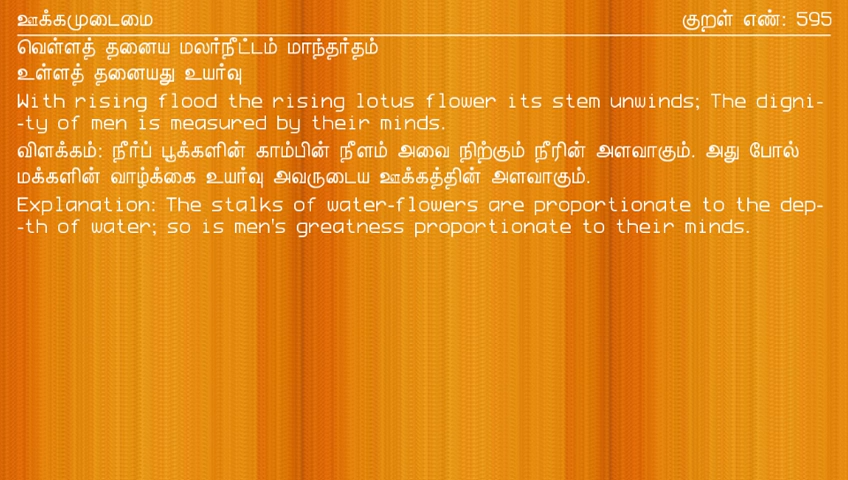 ஊக்கமுடைமை குறள் எண்: 595
வெள்ளத் தனைய மலர்நீட்டம் மாந்தர்தம்
உள்ளத் தனையது உயர்வு
With rising flood the rising lotus flower its stem unwinds; The digni-
-ty of men is measured by their minds.
விளக்கம்: நீர்ப் பூக்களின் காம்பின் நீளம் அவை நிற்கும் நீரின் அளவாகும். அது போல்
மக்களின் வாழ்க்கை உயர்வு அவருடைய ஊக்கத்தின் அளவாகும்.
Explanation: The stalks of water-flowers are proportionate to the dep-
-th of water; so is men's greatness proportionate to their minds.